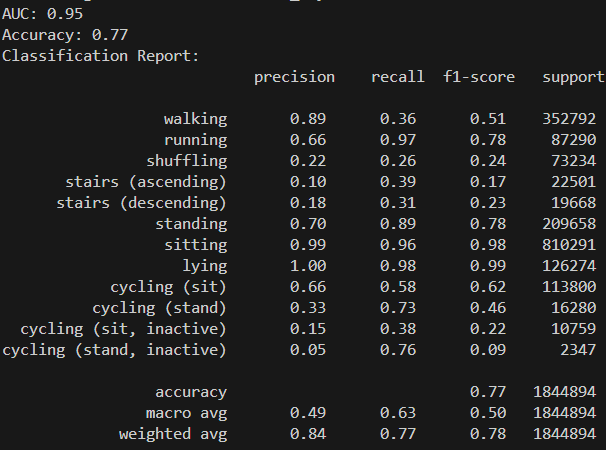 AUC: 0.95
Accuracy: 0.77
Classification Report:
precision recall f1-score support
walking 0.89 0.36 0.51 352792
running 0.66 0.97 0.78 87290
shuffling 0.22 0.26 0.24 73234
stairs (ascending) 0.10 0.39 0.17 22501
stairs (descending) 0.18 0.31 0.23 19668
standing 0.70 0.89 0.78 209658
sitting 0.99 0.96 0.98 810291
lying 1.00 0.98 0.99 126274
cycling (sit) 0.66 0.58 0.62 113800
cycling (stand) 0.33 0.73 0.46 16280
cycling (sit, inactive) 0.15 0.38 0.22 10759
cycling (stand, inactive) 0.05 0.76 0.09 2347
accuracy 0.77 1844894
macro avg 0.49 0.63 0.50 1844894
weighted avg 0.84 0.77 0.78 1844894